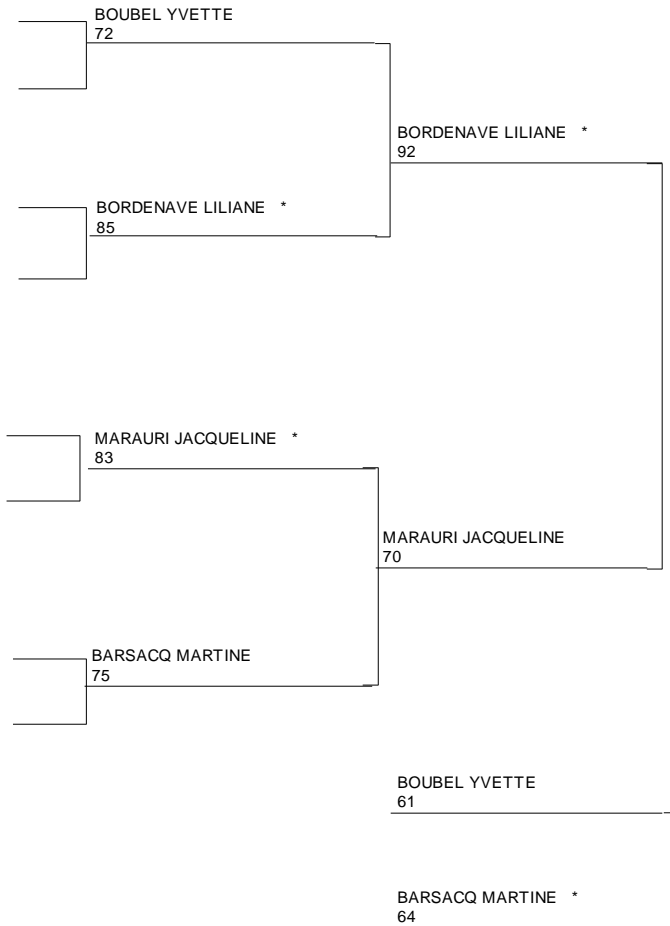 BOUBEL YVETTE
72
BORDENAVE LILIANE *
92
BORDENAVE LILIANE *
85
MARAURI JACQUELINE *
83
MARAURI JACQUELINE
70
BARSACQ MARTINE
75
BOUBEL YVETTE
61
BARSACQ MARTINE *
64